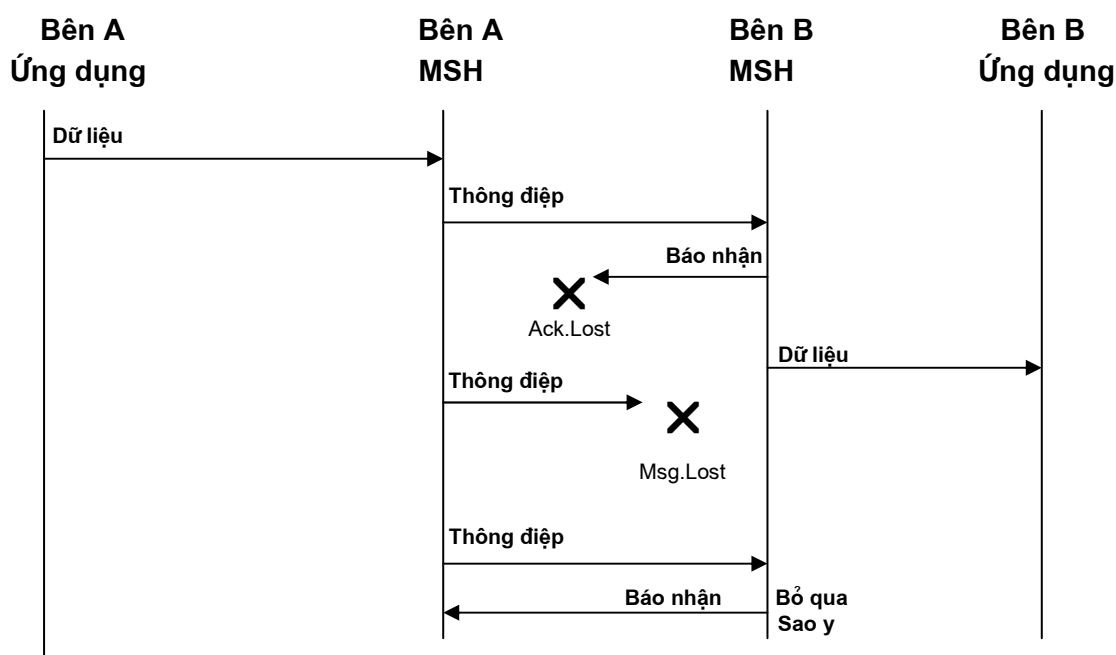 Bên A
Ứng dụng
Bên A
MSH
Bên B
MSH
Bên B
Ứng dụng
Dữ liệu
Thông điệp
Báo nhận
Ack.Lost
Dữ liệu
Thông điệp
Msg.Lost
Thông điệp
Báo nhận
Bỏ qua
Sao y